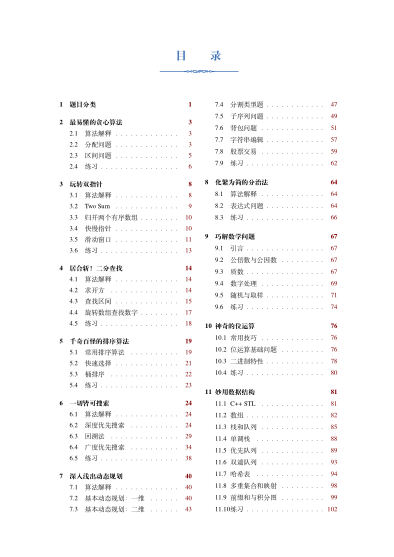 目 录
1 题目分类 1
2 最易懂的贪心算法 3
2.1 算法解释 . . . . . . . . . . . . 3
2.2 分配问题 . . . . . . . . . . . . 3
2.3 区间问题 . . . . . . . . . . . . 5
2.4 练习 . . . . . . . . . . . . . . 6
3 玩转双指针 8
3.1 算法解释 . . . . . . . . . . . . 8
3.2 Two Sum . . . . . . . . . . . . 9
3.3 归并两个有序数组 . . . . . . . . 10
3.4 快慢指针 . . . . . . . . . . . . 10
3.5 滑动窗口 . . . . . . . . . . . . 11
3.6 练习 . . . . . . . . . . . . . . 13
4 居合斩！二分查找 14
4.1 算法解释 . . . . . . . . . . . . 14
4.2 求开方 . . . . . . . . . . . . . 14
4.3 查找区间 . . . . . . . . . . . . 15
4.4 旋转数组查找数字 . . . . . . . . 17
4.5 练习 . . . . . . . . . . . . . . 18
5 千奇百怪的排序算法 19
5.1 常用排序算法 . . . . . . . . . . 19
5.2 快速选择 . . . . . . . . . . . . 21
5.3 桶排序 . . . . . . . . . . . . . 22
5.4 练习 . . . . . . . . . . . . . . 23
6 一切皆可搜索 24
6.1 算法解释 . . . . . . . . . . . . 24
6.2 深度优先搜索 . . . . . . . . . . 24
6.3 回溯法 . . . . . . . . . . . . . 29
6.4 广度优先搜索 . . . . . . . . . . 34
6.5 练习 . . . . . . . . . . . . . . 38
7 深入浅出动态规划 40
7.1 算法解释 . . . . . . . . . . . . 40
7.2 基本动态规划：一维 . . . . . . . 40
7.3 基本动态规划：二维 . . . . . . . 43
7.4 分割类型题 . . . . . . . . . . . 47
7.5 子序列问题 . . . . . . . . . . . 49
7.6 背包问题 . . . . . . . . . . . . 51
7.7 字符串编辑 . . . . . . . . . . . 57
7.8 股票交易 . . . . . . . . . . . . 59
7.9 练习 . . . . . . . . . . . . . . 62
8 化繁为简的分治法 64
8.1 算法解释 . . . . . . . . . . . . 64
8.2 表达式问题 . . . . . . . . . . . 64
8.3 练习 . . . . . . . . . . . . . . 66
9 巧解数学问题 67
9.1 引言 . . . . . . . . . . . . . . 67
9.2 公倍数与公因数 . . . . . . . . . 67
9.3 质数 . . . . . . . . . . . . . . 67
9.4 数字处理 . . . . . . . . . . . . 69
9.5 随机与取样 . . . . . . . . . . . 71
9.6 练习 . . . . . . . . . . . . . . 74
10 神奇的位运算 76
10.1 常用技巧 . . . . . . . . . . . . 76
10.2 位运算基础问题 . . . . . . . . . 76
10.3 二进制特性 . . . . . . . . . . . 78
10.4 练习 . . . . . . . . . . . . . . 80
11 妙用数据结构 81
11.1 C++ STL . . . . . . . . . . . . 81
11.2 数组 . . . . . . . . . . . . . . 82
11.3 栈和队列 . . . . . . . . . . . . 85
11.4 单调栈 . . . . . . . . . . . . . 88
11.5 优先队列 . . . . . . . . . . . . 89
11.6 双端队列 . . . . . . . . . . . . 93
11.7 哈希表 . . . . . . . . . . . . . 94
11.8 多重集合和映射 . . . . . . . . . 98
11.9 前缀和与积分图 . . . . . . . . . 99
11.10练习 . . . . . . . . . . . . . . 102